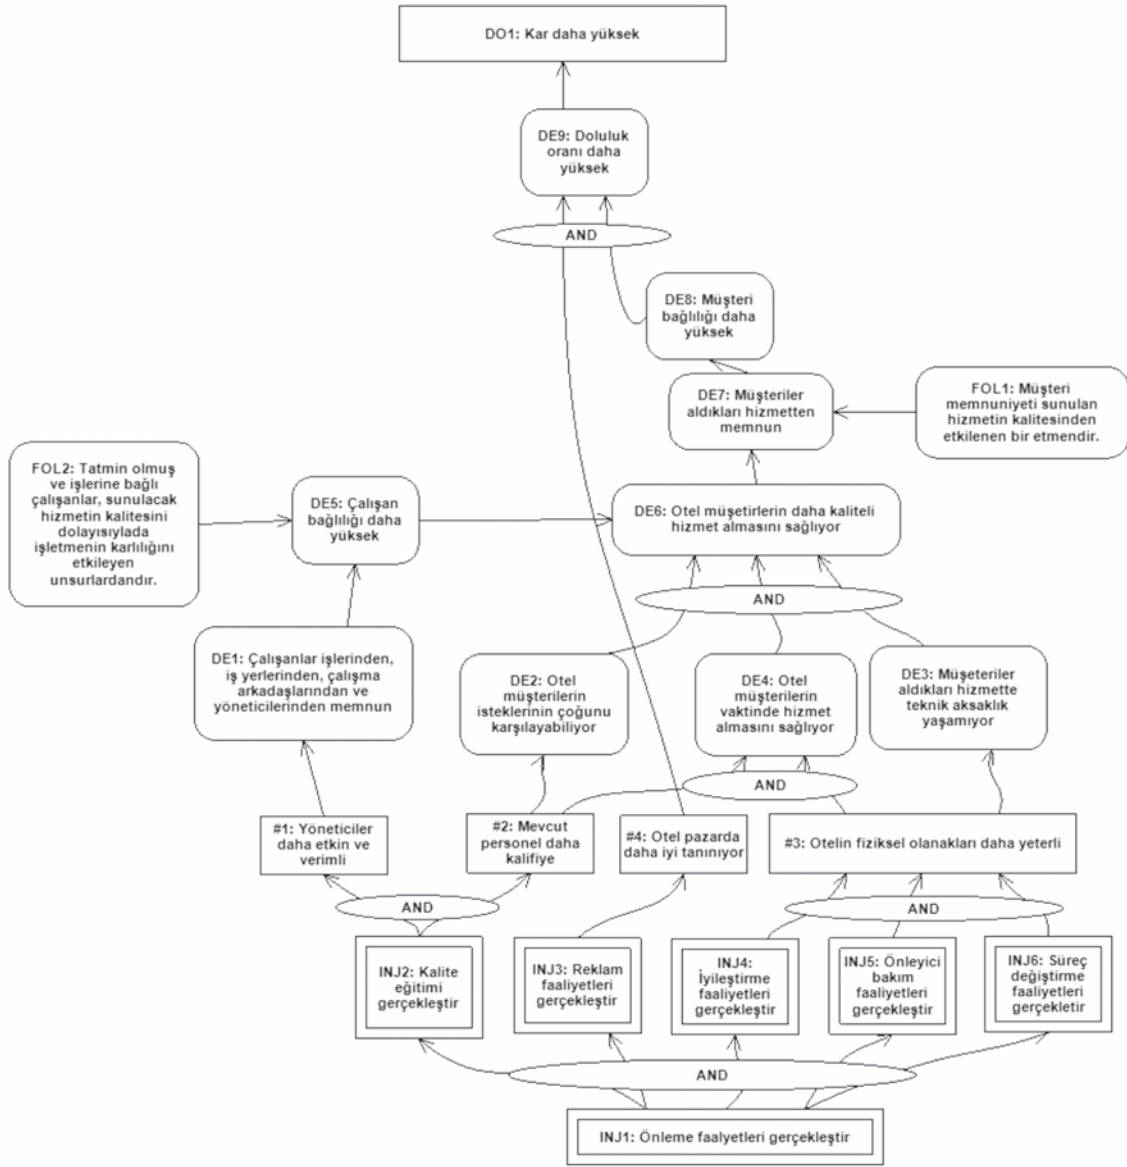 DO1: Kar daha yüksek
DE9: Doluluk
oranı daha
yüksek
AND
DE8: Müşteri
bağlılığı daha
yüksek
DE7: Müşteriler
aldıkları hizmetten
memnun
FOL1: Müşteri
memnuniyeti sunulan
hizmetin kalitesinden
etkilenen bir etmendir.
FOL2: Tatmin olmuş
ve işlerine bağlı
çalışanlar, sunulacak
hizmetin kalitesini
dolayısıylada
işletmenin karlılığını
etkileyen
unsurlardandır.
DE5: Çalışan
bağlılığı daha
yüksek
DE6: Otel müşetirlerin daha kaliteli
hizmet almasını sağlıyor
AND
DE1: Çalışanlar işlerinden,
iş yerlerinden, çalışma
arkadaşlarından ve
yöneticilerinden memnun
DE2: Otel
müşterilerin
isteklerinin çoğunu
karşılayabiliyor
DE4: Otel
müşterilerin
vaktinde hizmet
almasını sağlıyor
DE3: Müşeteriler
aldıkları hizmette
teknik aksaklık
yaşamıyor
AND
#1: Yöneticiler
daha etkin ve
verimli
#2: Mevcut
personel daha
kalifiye
#4: Otel pazarda
daha iyi tanınıyor
#3: Otelin fiziksel olanakları daha yeterli
AND
AND
INJ2: Kalite
eğitimi
gerçekleştir
INJ3: Reklam
faaliyetleri
gerçekleştir
INJ4:
İyileştirme
faaliyetleri
gerçekleştir
INJ5: Önleyici
bakım
faaliyetleri
gerçekleştir
INJ6: Süreç
değiştirme
faaliyetleri
gerçekletir
AND
INJ1: Önleme faalyetleri gerçekleştir